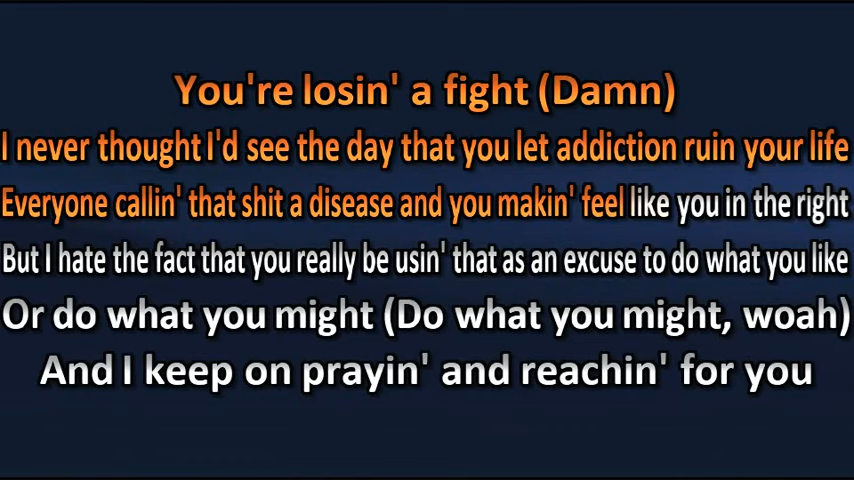 You're losin' a fight (Damn)
I never thought I'd see the day that you let addiction ruin your life
Everyone callin' that shit a disease and you makin' feel like you in the right
But I hate the fact that you really be usin' that as an excuse to do what you like
Or do what you might (Do what you might, woah)
And I keep on prayin' and reachin' for you